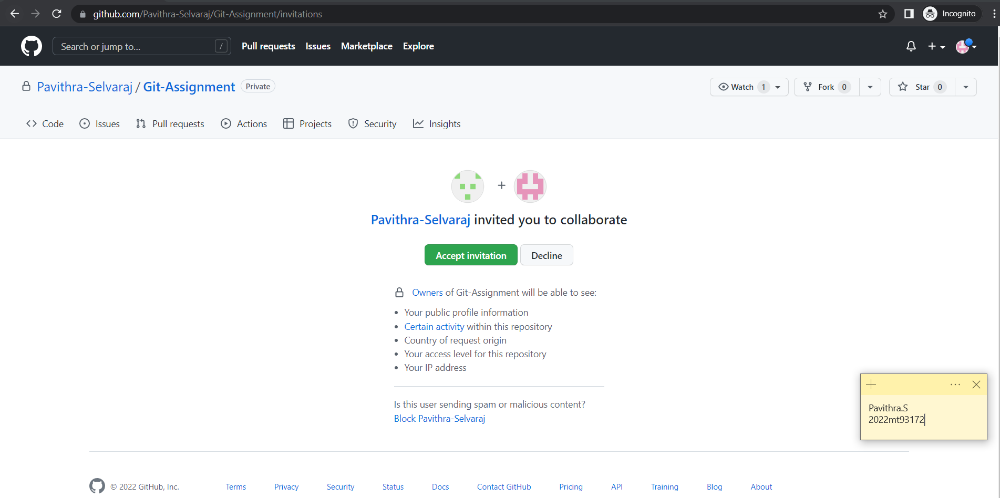 github.com/Pavithra-Selvaraj/Git-Assignment/invitations
Incognito
Search or jump to... /
Pull requests Issues Marketplace Explore
Pavithra-Selvaraj / Git-Assignment Private
Watch 1 Fork 0 Star 0
Code Issues Pull requests Actions Projects Security Insights
Pavithra-Selvaraj invited you to collaborate
Accept invitation Decline
Owners of Git-Assignment will be able to see:
• Your public profile information
• Certain activity within this repository
• Country of request origin
• Your access level for this repository
• Your IP address
Is this user sending spam or malicious content?
Block Pavithra-Selvaraj
Pavithra.S
2022mt93172
© 2022 GitHub, Inc. Terms Privacy Security Status Docs Contact GitHub Pricing API Training Blog About